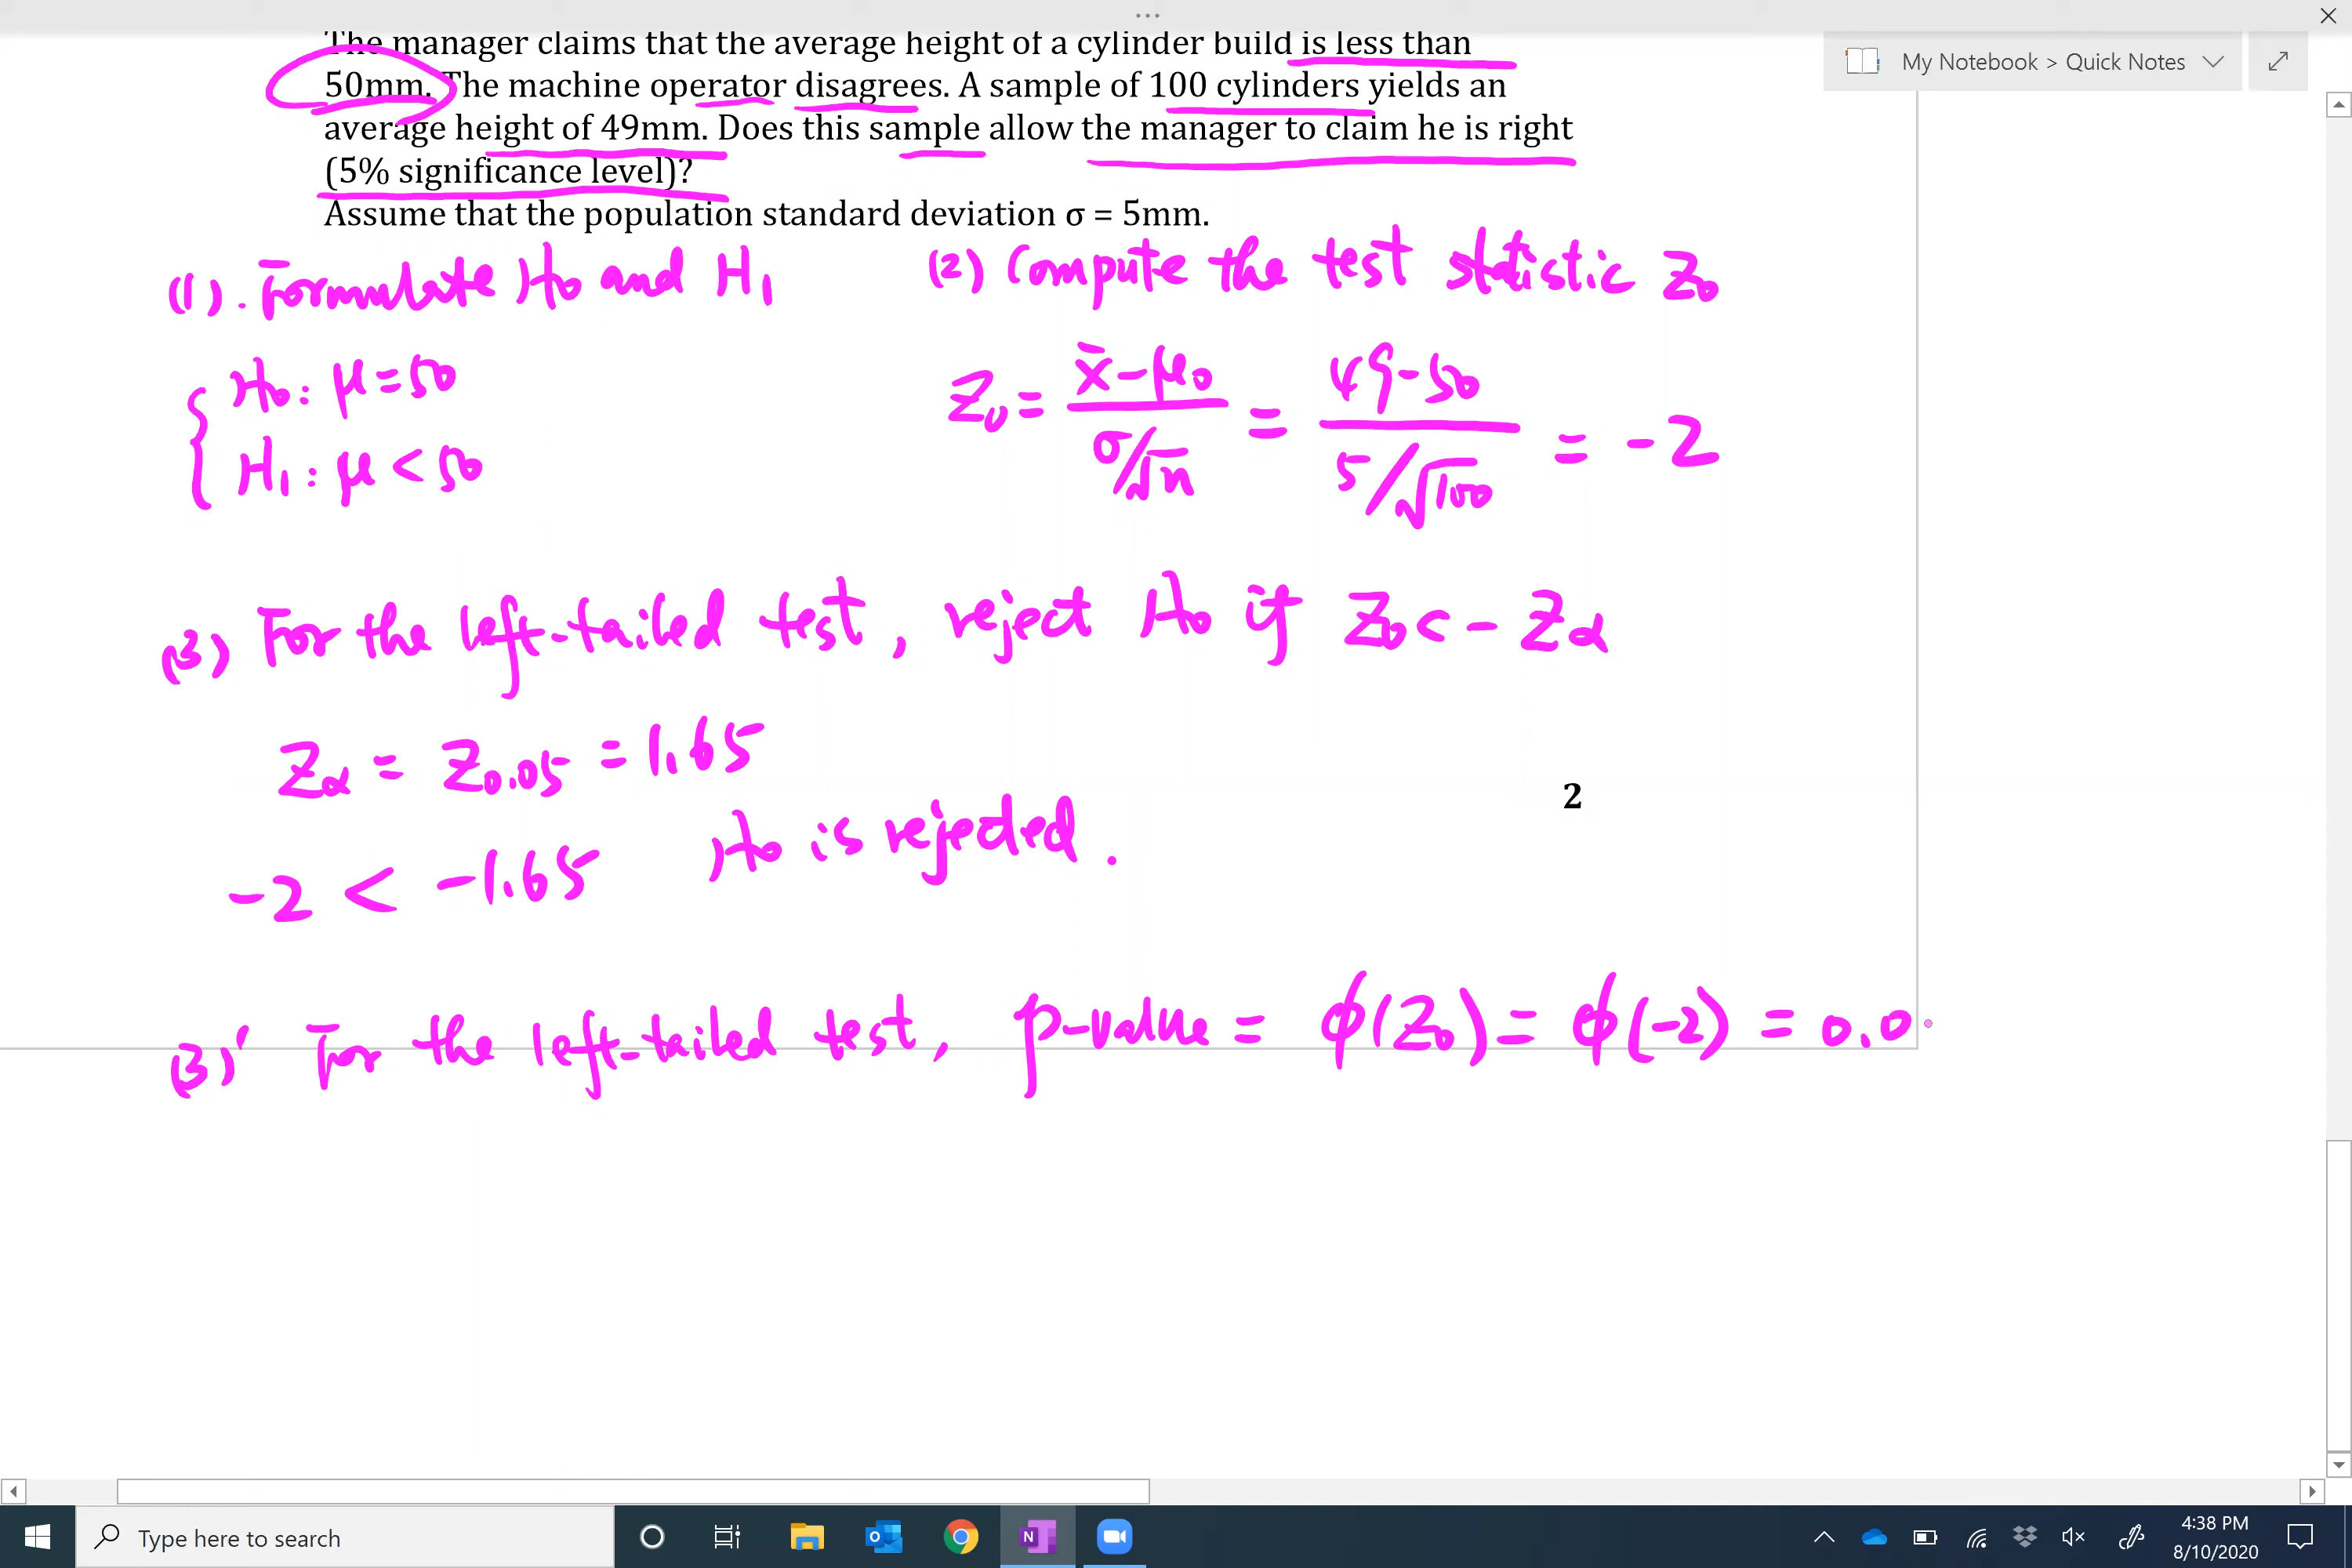 The manager claims that the average height of a cylinder build is less than
50mm. The machine operator disagrees. A sample of 100 cylinders yields an
average height of 49mm. Does this sample allow the manager to claim he is right
(5% significance level)?
Assume that the population standard deviation σ = 5mm.
My Notebook > Quick Notes
(1). Formulate H₀ and H₁
(2) Compute the test statistic Z₀
H₀: μ=50
H₁: μ < 50
Z₀ = (x̄-μ₀)/(σ/√n) = (49-50)/(5/√100) = -2
(3) For the left-tailed test, reject H₀ if Z₀ < - Zα
Zα = Z₀.₀₅ = 1.65
2
-2 < -1.65 H₀ is rejected.
(3)' For the left-tailed test, p-value = ϕ(Z₀) = ϕ(-2) = 0.0
Type here to search
4:38 PM
8/10/2020